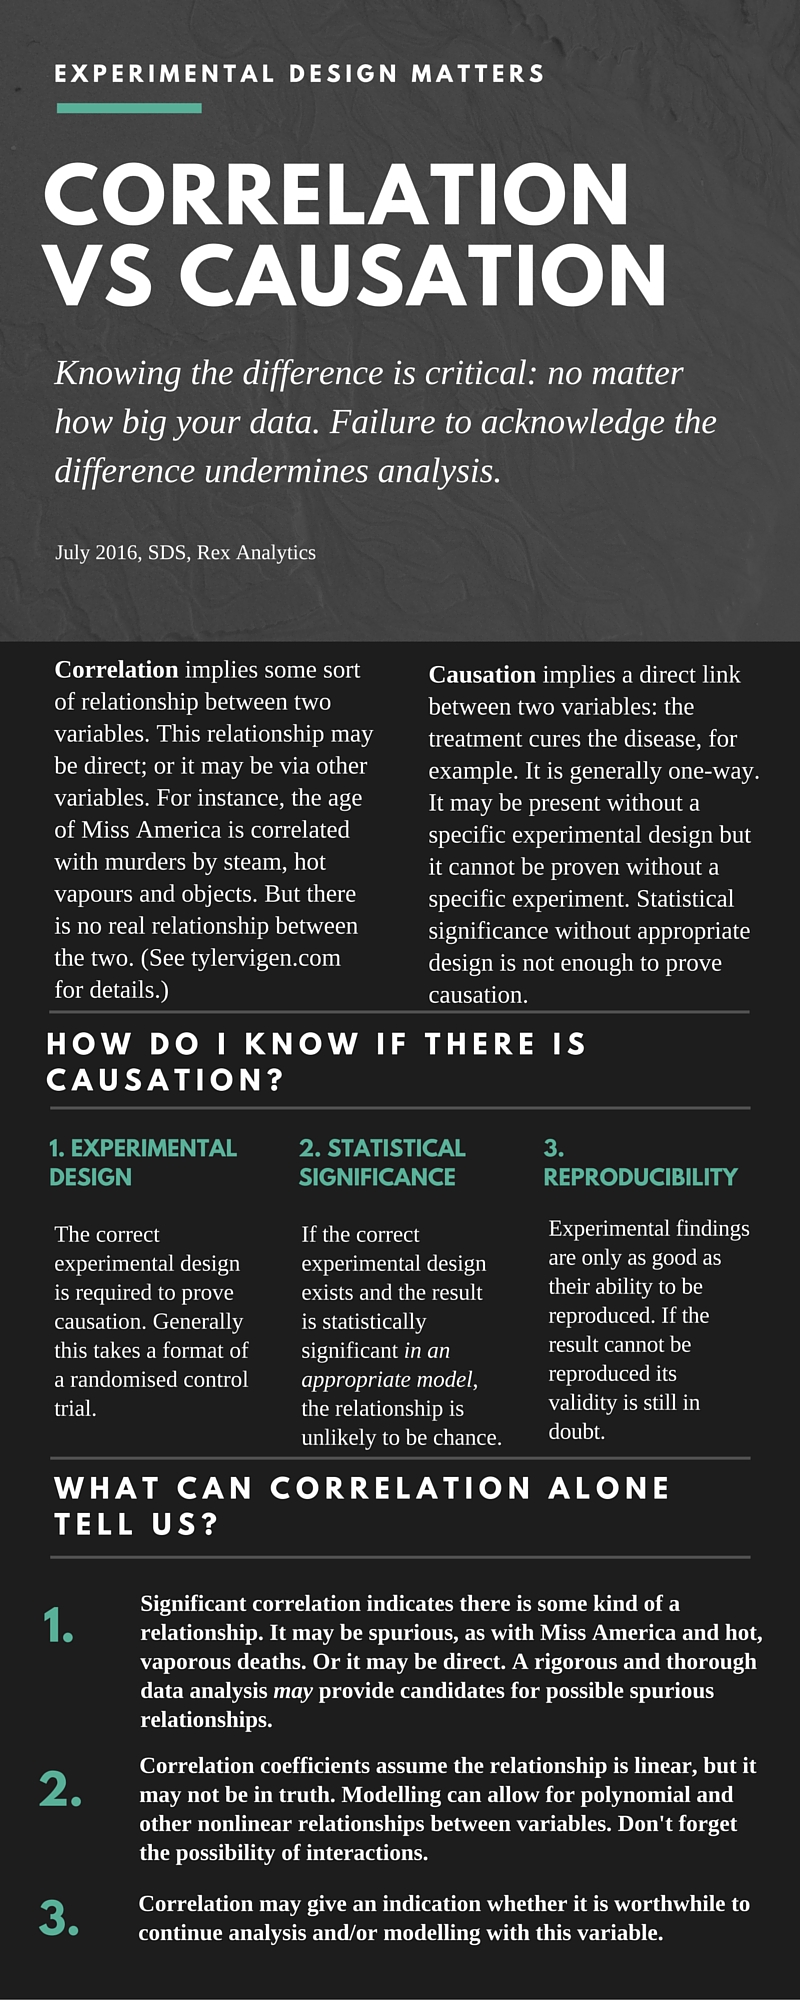 EXPERIMENTAL DESIGN MATTERS
CORRELATION
VS CAUSATION
Knowing the difference is critical: no matter
how big your data. Failure to acknowledge the
difference undermines analysis.
July 2016, SDS, Rex Analytics
Correlation implies some sort
of relationship between two
variables. This relationship may
be direct; or it may be via other
variables. For instance, the age
of Miss America is correlated
with murders by steam, hot
vapours and objects. But there
is no real relationship between
the two. (See tylervigen.com
for details.)
Causation implies a direct link
between two variables: the
treatment cures the disease, for
example. It is generally one-way.
It may be present without a
specific experimental design but
it cannot be proven without a
specific experiment. Statistical
significance without appropriate
design is not enough to prove
causation.
HOW DO I KNOW IF THERE IS
CAUSATION?
1. EXPERIMENTAL
DESIGN
The correct
experimental design
is required to prove
causation. Generally
this takes a format of
a randomised control
trial.
2. STATISTICAL
SIGNIFICANCE
If the correct
experimental design
exists and the result
is statistically
significant in an
appropriate model,
the relationship is
unlikely to be chance.
3.
REPRODUCIBILITY
Experimental findings
are only as good as
their ability to be
reproduced. If the
result cannot be
reproduced its
validity is still in
doubt.
WHAT CAN CORRELATION ALONE
TELL US?
1.
Significant correlation indicates there is some kind of a
relationship. It may be spurious, as with Miss America and hot,
vaporous deaths. Or it may be direct. A rigorous and thorough
data analysis may provide candidates for possible spurious
relationships.
2.
Correlation coefficients assume the relationship is linear, but it
may not be in truth. Modelling can allow for polynomial and
other nonlinear relationships between variables. Don't forget
the possibility of interactions.
3.
Correlation may give an indication whether it is worthwhile to
continue analysis and/or modelling with this variable.